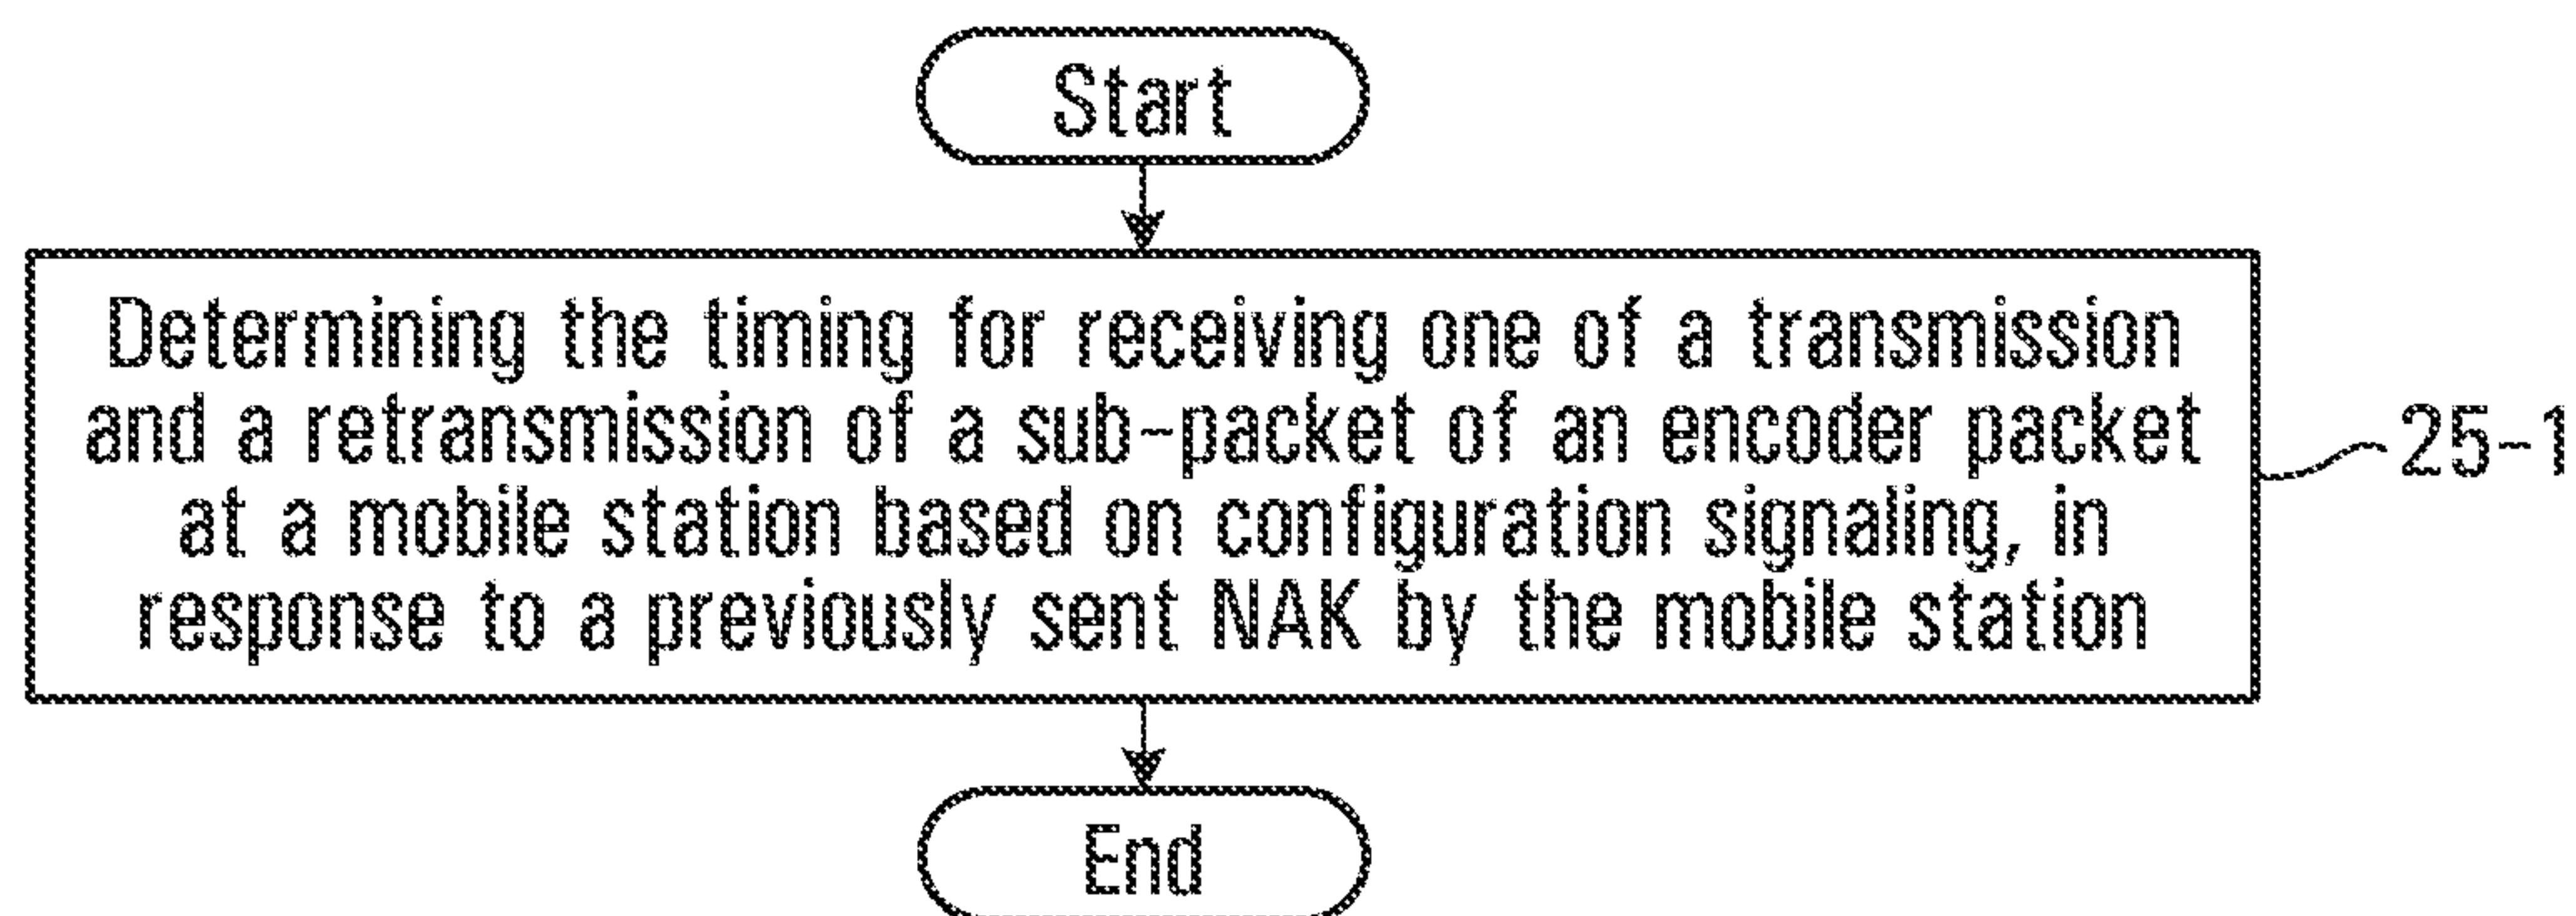 Start
Determining the timing for receiving one of a transmission
and a retransmission of a sub-packet of an encoder packet
at a mobile station based on configuration signaling, in
response to a previously sent NAK by the mobile station
25-1
End